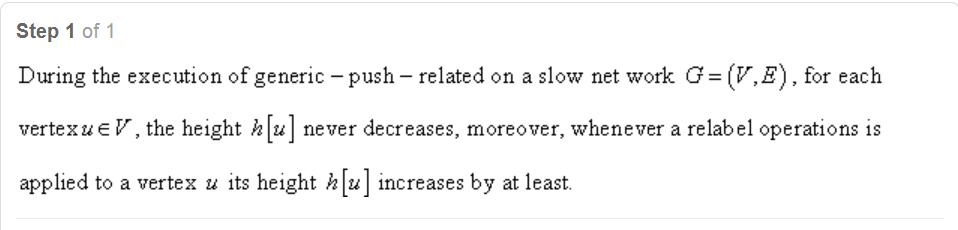 Step 1 of 1
During the execution of generic – push – related on a slow net work G = (V, E), for each
vertex u ∈ V, the height h[u] never decreases, moreover, whenever a relabel operations is
applied to a vertex u its height h[u] increases by at least.